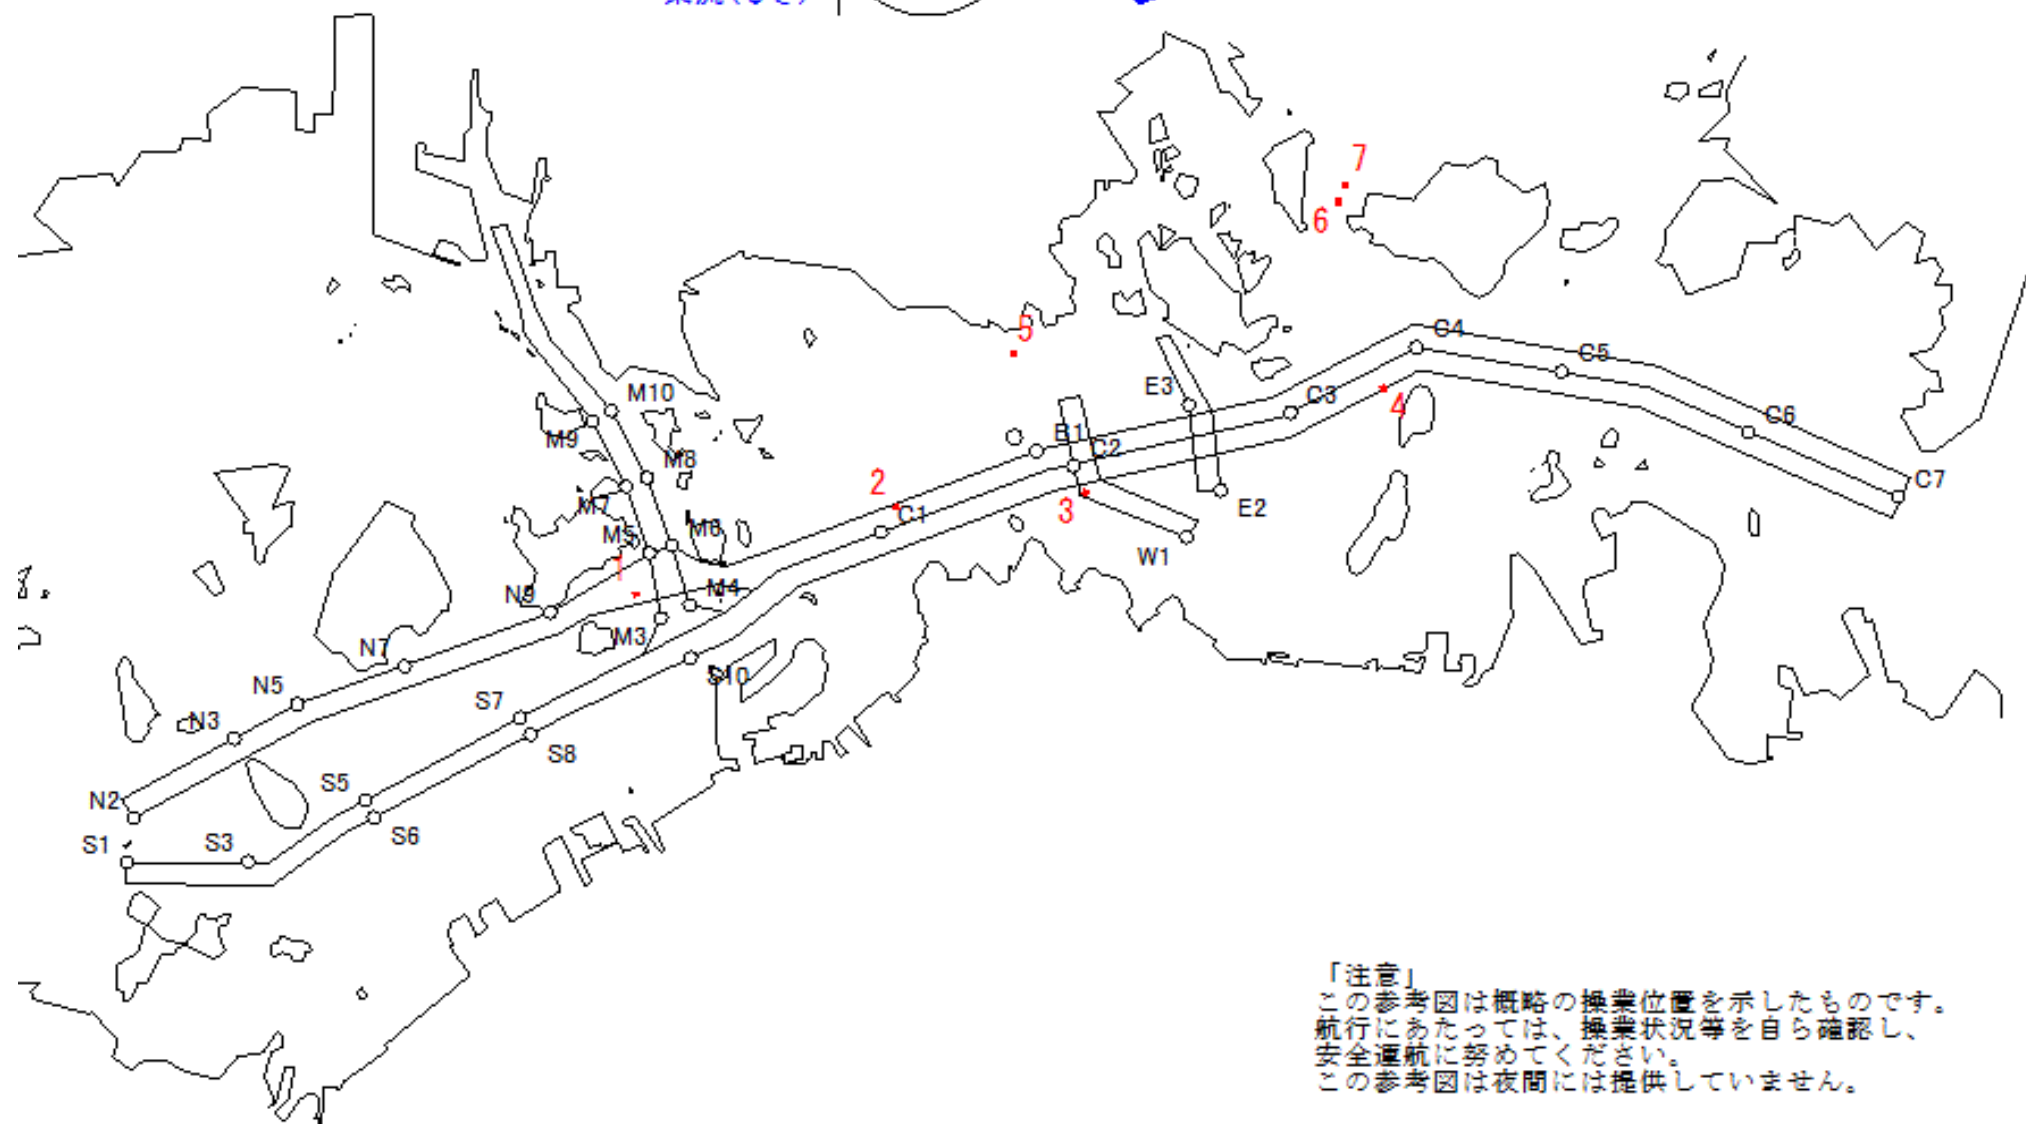 7
6
5
C4
C5
E3
C3
4
M10
C6
B1
M9
C2
M8
C7
2
M7
3
E2
M5
M6
C1
W1
1
N9
M4
M3
N7
S10
N5
S7
N3
S8
S5
N2
S6
S1
S3
「注意」
この参考図は概略の操業位置を示したものです。
航行にあたっては、操業状況等を自ら確認し、
安全運航に努めてください。
この参考図は夜間には提供していません。